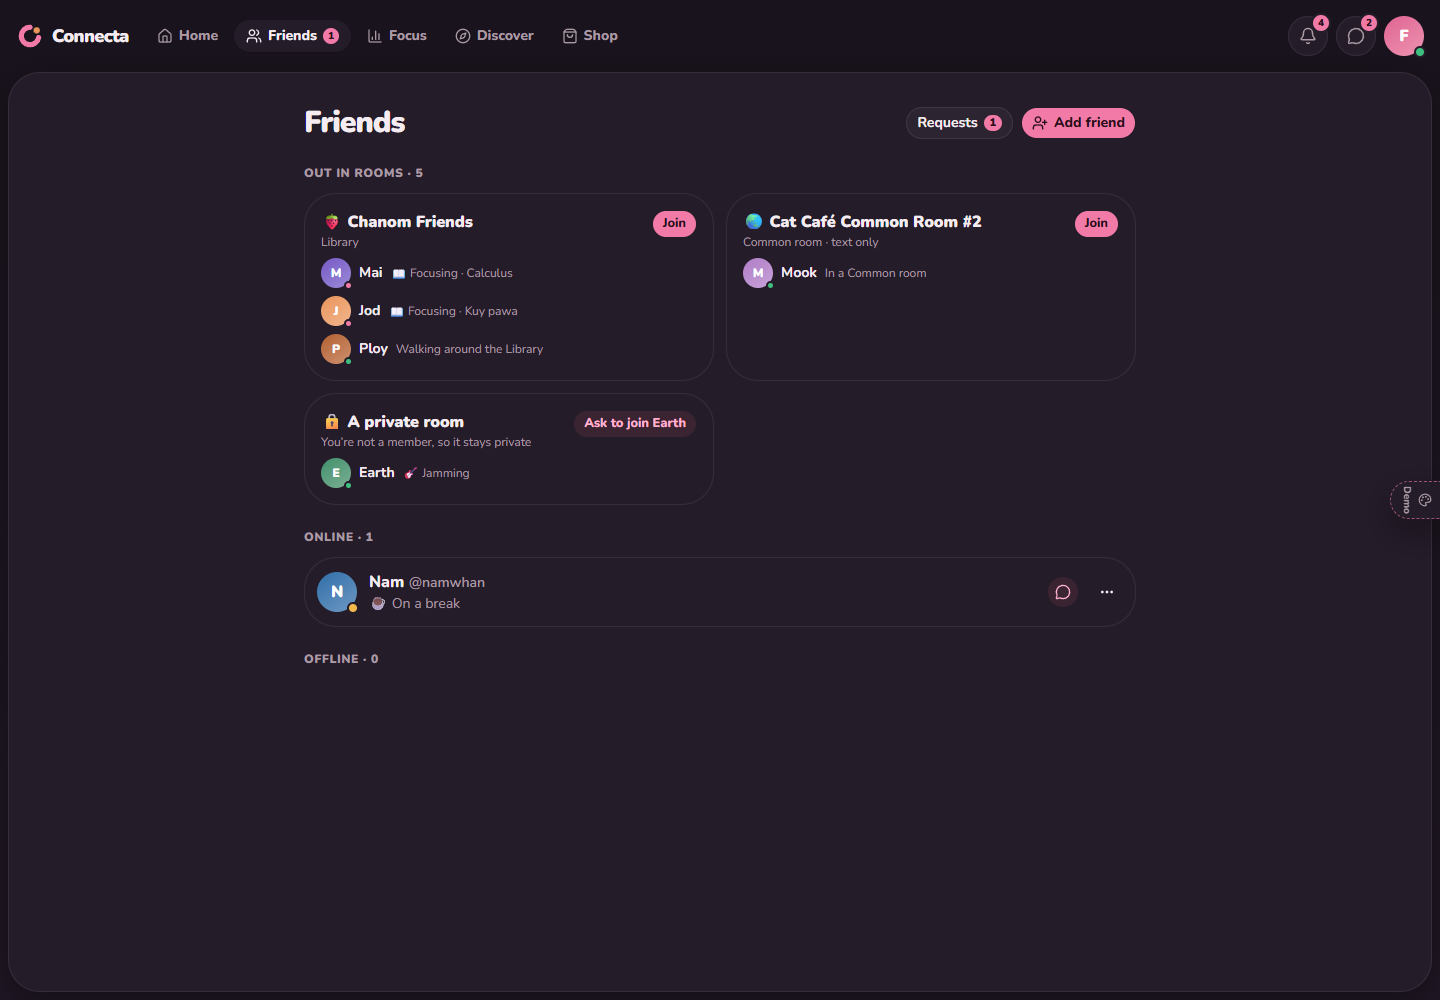 Connecta
Home
Friends 1
Focus
Discover
Shop
4
2
F
Friends
Requests 1
Add friend
OUT IN ROOMS · 5
Chanom Friends
Join
Library
M Mai Focusing · Calculus
J Jod Focusing · Kuy pawa
P Ploy Walking around the Library
Cat Café Common Room #2
Join
Common room · text only
M Mook In a Common room
A private room
Ask to join Earth
You're not a member, so it stays private
E Earth Jamming
ONLINE · 1
N
Nam @namwhan
On a break
OFFLINE · 0
Demo